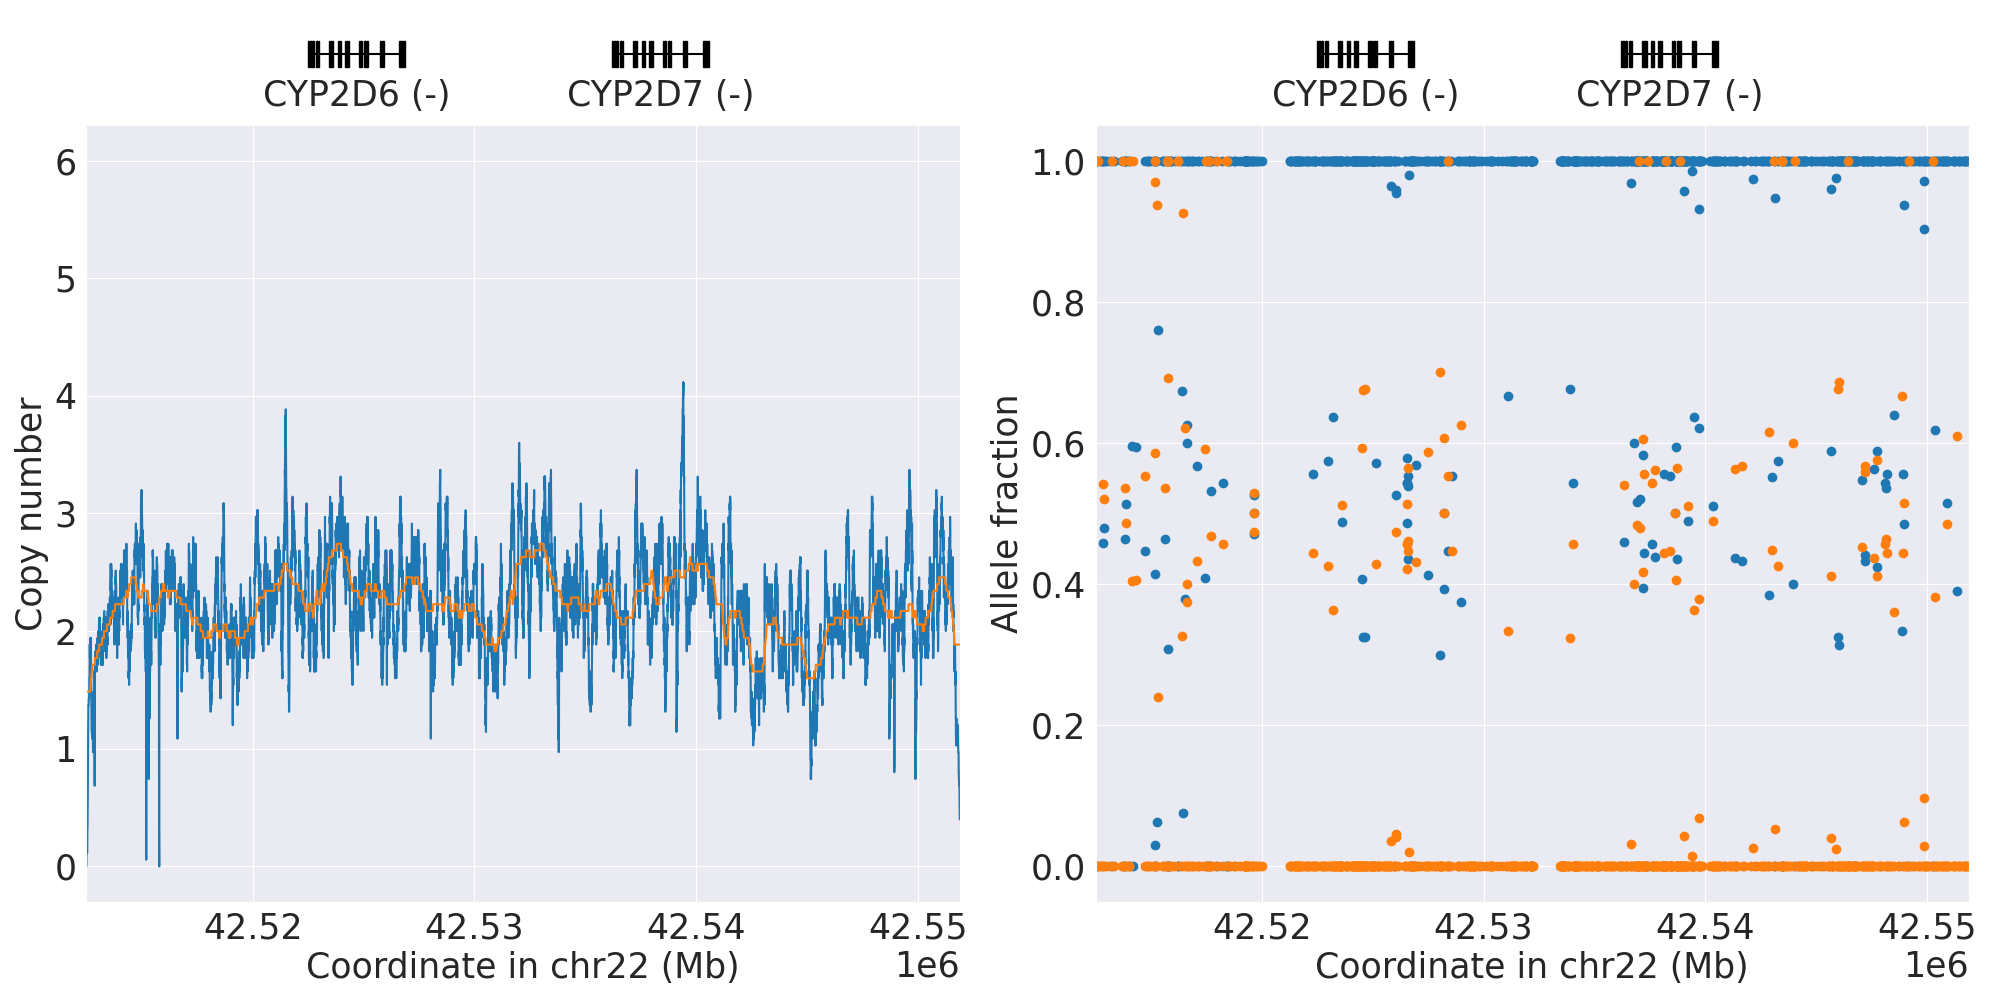 CYP2D6 (-) CYP2D7 (-)
6
5
4
3
2
1
0
Copy number
42.52 42.53 42.54 42.55
Coordinate in chr22 (Mb) 1e6
CYP2D6 (-) CYP2D7 (-)
1.0
0.8
0.6
0.4
0.2
0.0
Allele fraction
42.52 42.53 42.54 42.55
Coordinate in chr22 (Mb) 1e6